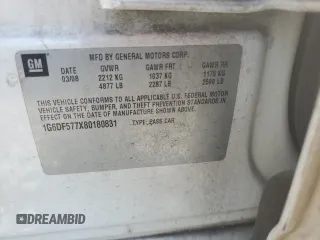 GM
MFD BY GENERAL MOTORS CORP.
DATE GVWR GAWR FRT GAWR RR
03/08 2212 KG 1037 KG 1175 KG
4877 LB 2287 LB 2590 LB
THIS VEHICLE CONFORMS TO ALL APPLICABLE U.S. FEDERAL MOTOR
VEHICLE SAFETY, BUMPER, AND THEFT PREVENTION STANDARDS
IN EFFECT ON THE DATE OF MANUFACTURE SHOWN ABOVE.
1G6DF577X80180831 TYPE: PASS CAR
AUTOBIDMASTER